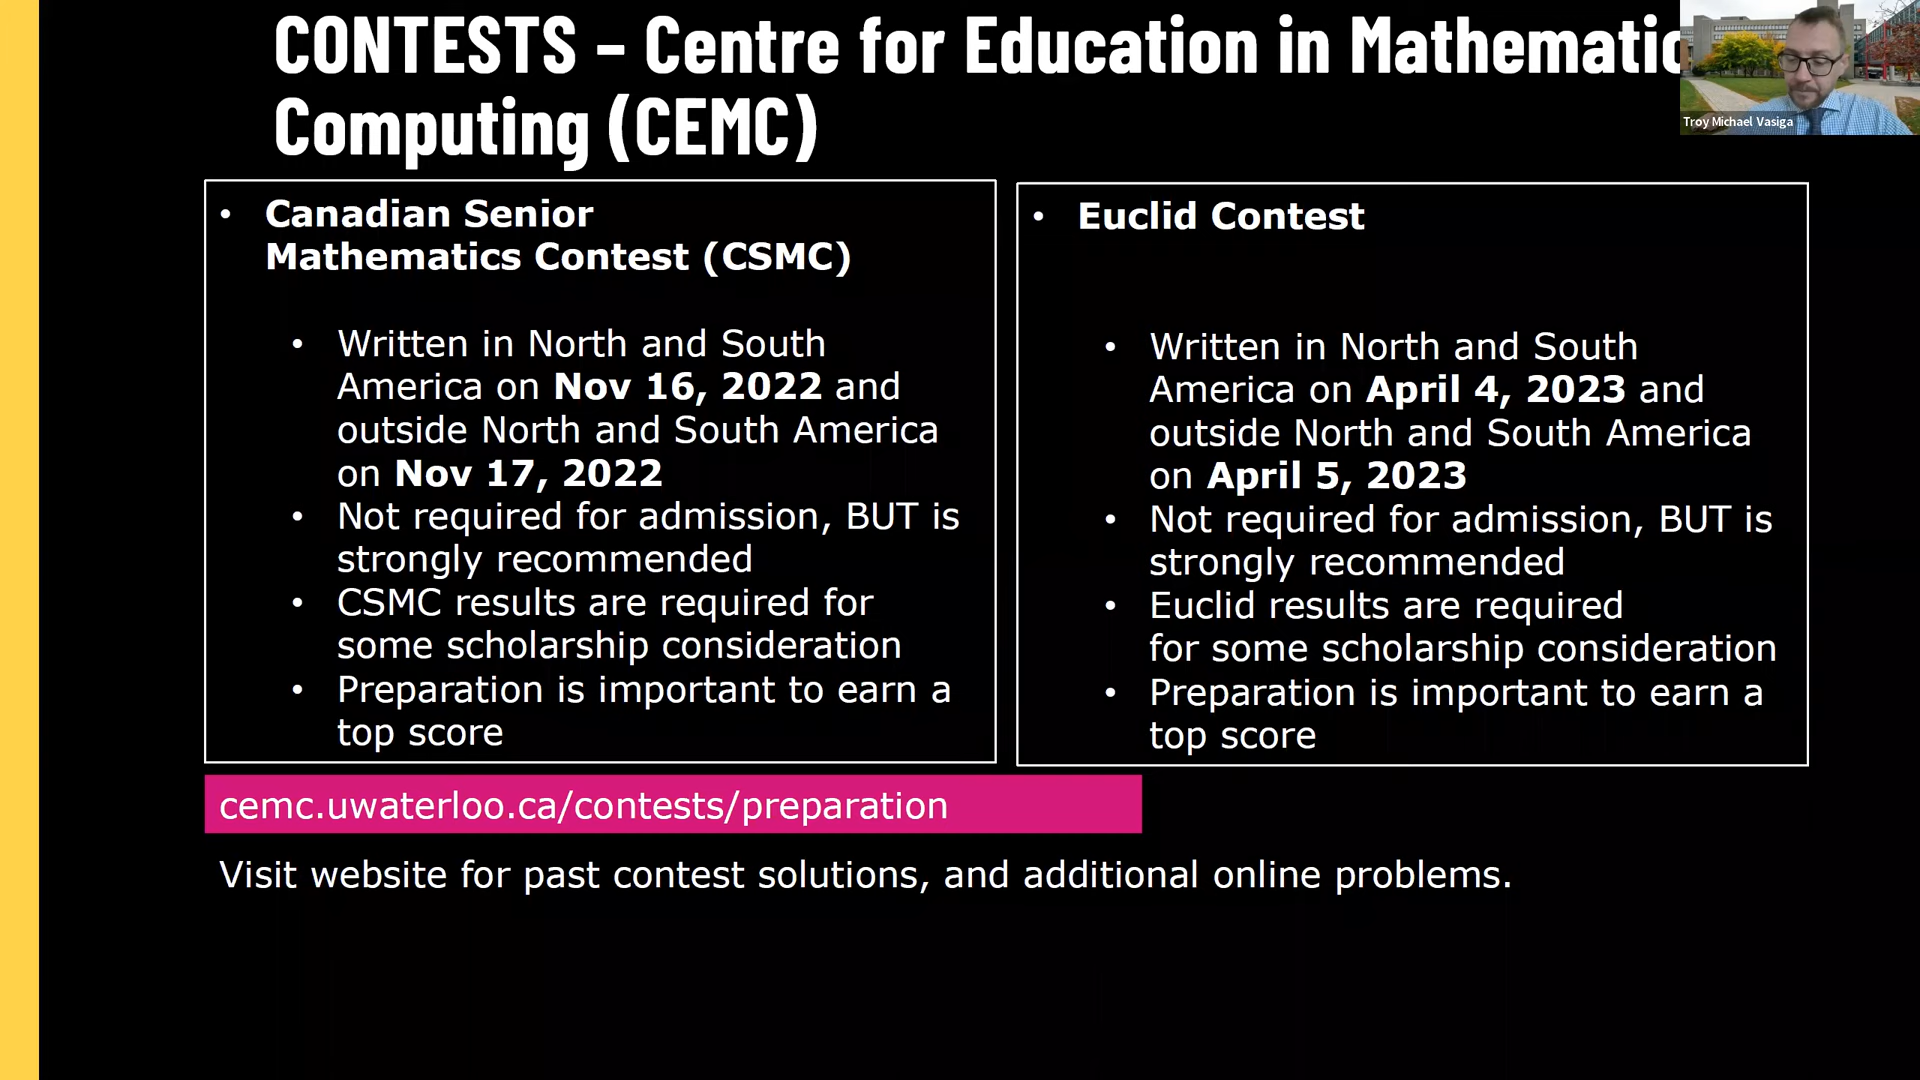 CONTESTS – Centre for Education in Mathematic
Computing (CEMC)
Troy Michael Vasiga
• Canadian Senior
Mathematics Contest (CSMC)
• Written in North and South
America on Nov 16, 2022 and
outside North and South America
on Nov 17, 2022
• Not required for admission, BUT is
strongly recommended
• CSMC results are required for
some scholarship consideration
• Preparation is important to earn a
top score
• Euclid Contest
• Written in North and South
America on April 4, 2023 and
outside North and South America
on April 5, 2023
• Not required for admission, BUT is
strongly recommended
• Euclid results are required
for some scholarship consideration
• Preparation is important to earn a
top score
cemc.uwaterloo.ca/contests/preparation
Visit website for past contest solutions, and additional online problems.